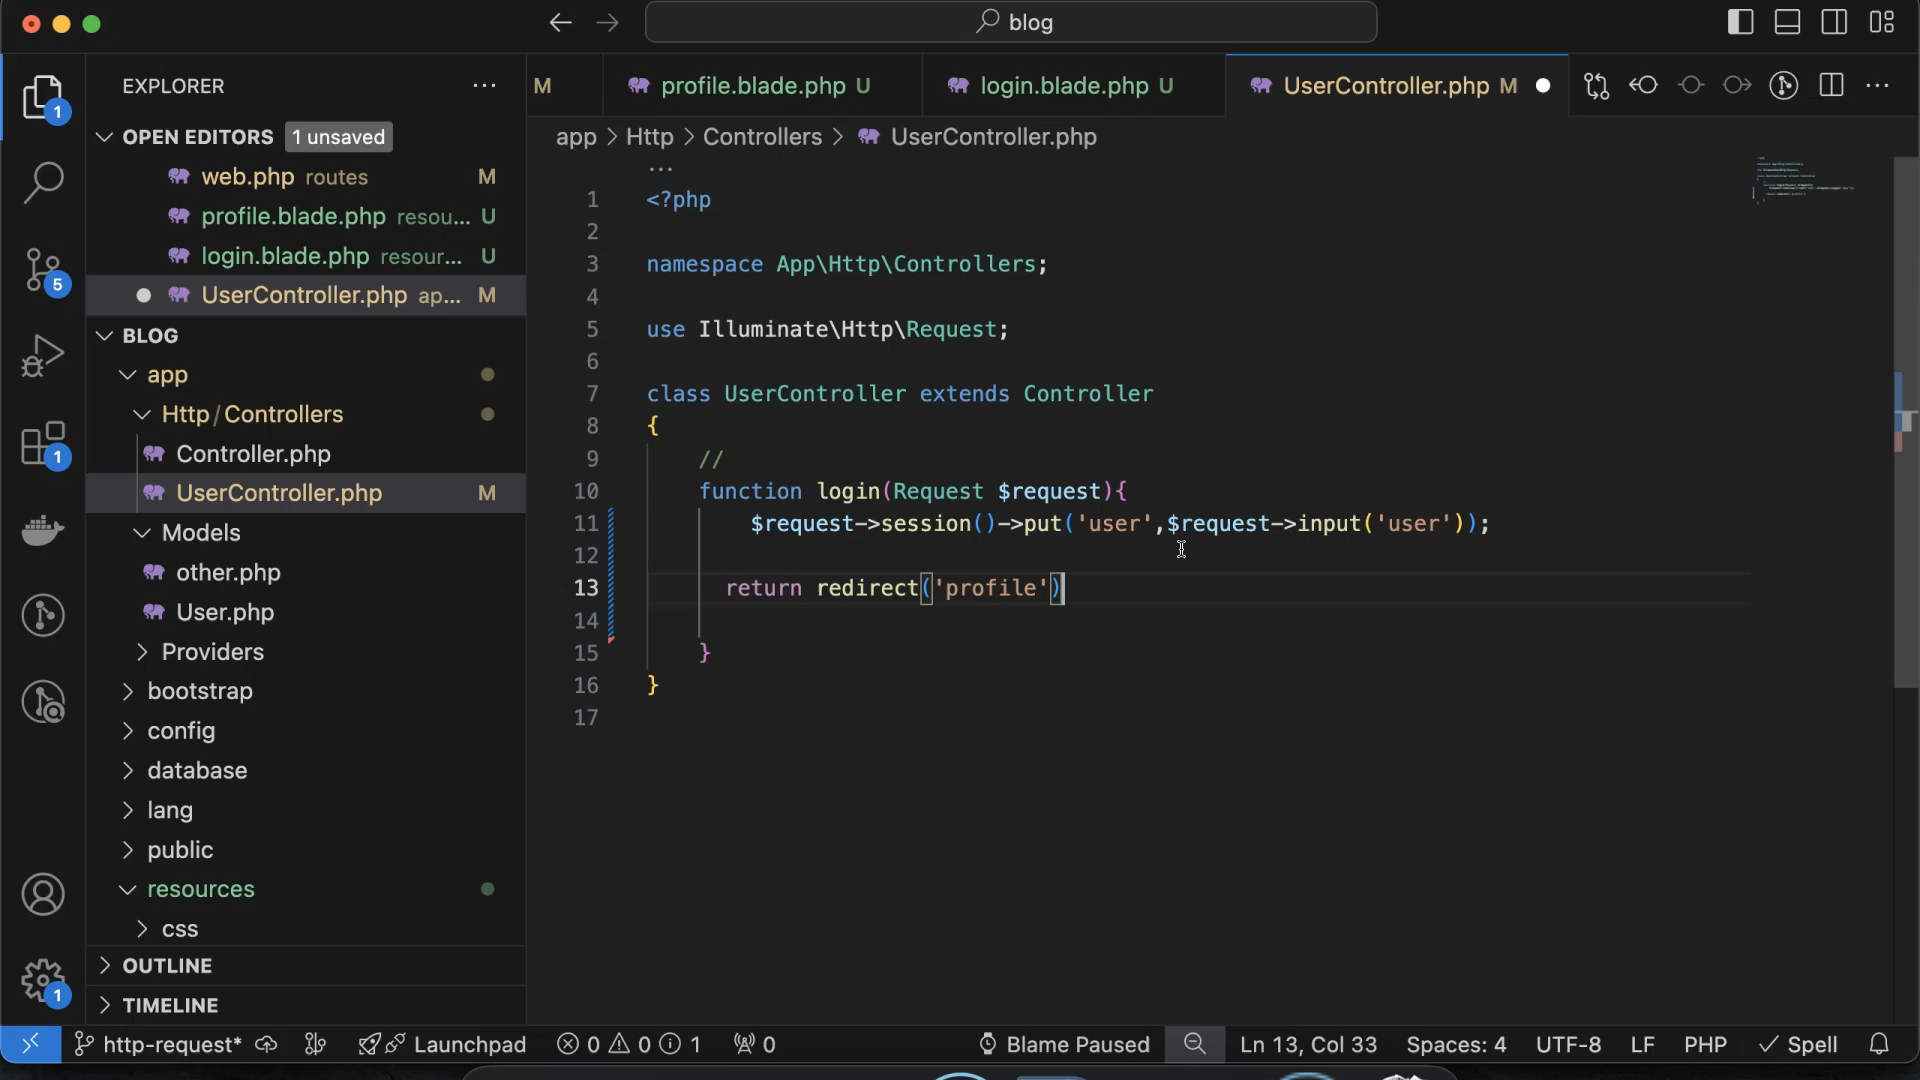 blog
EXPLORER ...
M
profile.blade.php U
login.blade.php U
UserController.php M
OPEN EDITORS 1 unsaved
app > Http > Controllers > UserController.php
web.php routes M
profile.blade.php resou... U
login.blade.php resour... U
UserController.php ap... M
BLOG
app
Http / Controllers
Controller.php
UserController.php M
Models
other.php
User.php
Providers
bootstrap
config
database
lang
public
resources
css
OUTLINE
TIMELINE
1
5
1
1
...
1 <?php
2
3 namespace App\Http\Controllers;
4
5 use Illuminate\Http\Request;
6
7 class UserController extends Controller
8 {
9 //
10 function login(Request $request){
11 $request->session()->put('user',$request->input('user'));
12
13 return redirect('profile')
14
15 }
16 }
17
http-request* Launchpad 0 0 1 0 Blame Paused Ln 13, Col 33 Spaces: 4 UTF-8 LF PHP Spell